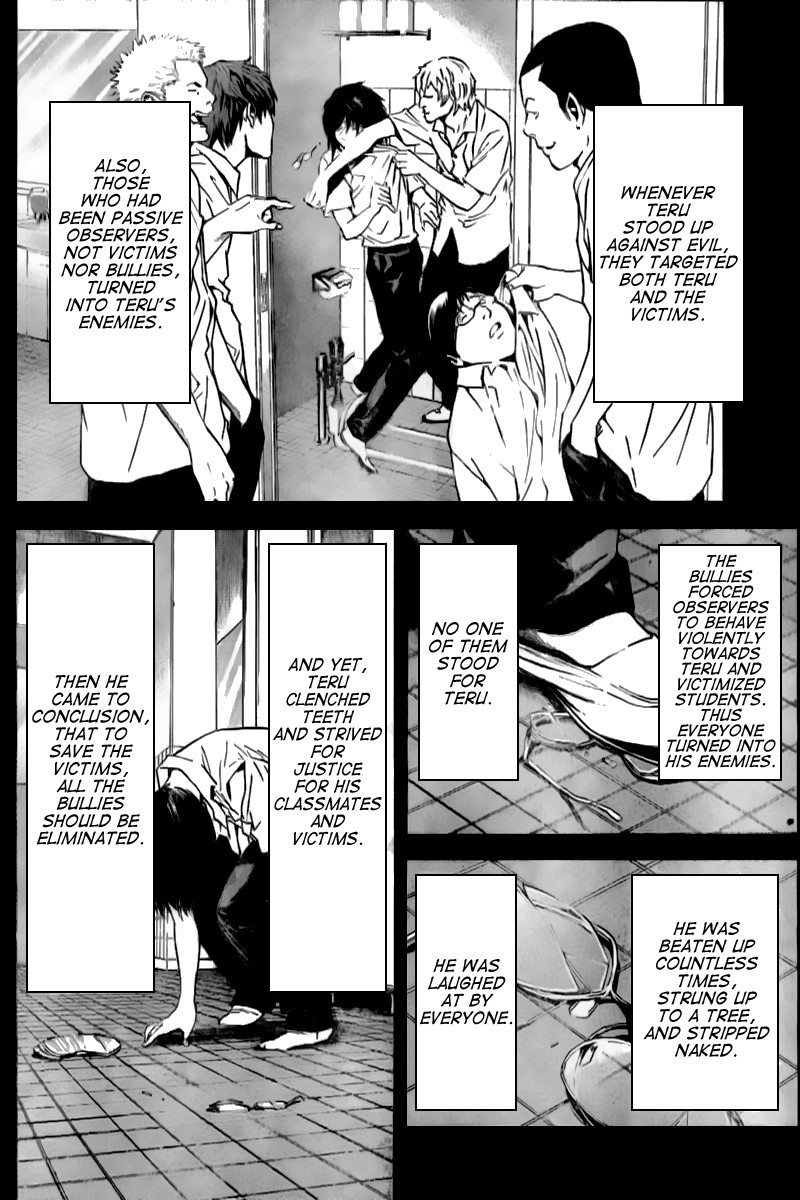 WHENEVER
TERU
STOOD UP
AGAINST EVIL,
THEY TARGETED
BOTH TERU
AND THE
VICTIMS.
ALSO,
THOSE
WHO HAD
BEEN PASSIVE
OBSERVERS,
NOT VICTIMS
NOR BULLIES,
TURNED
INTO TERU'S
ENEMIES.
THE
BULLIES
FORCED
OBSERVERS
TO BEHAVE
VIOLENTLY
TOWARDS
TERU AND
VICTIMIZED
STUDENTS.
THUS
EVERYONE
TURNED INTO
HIS ENEMIES.
NO ONE
OF THEM
STOOD
FOR
TERU.
HE WAS
BEATEN UP
COUNTLESS
TIMES,
STRUNG UP
TO A TREE,
AND STRIPPED
NAKED.
HE WAS
LAUGHED
AT BY
EVERYONE.
AND YET,
TERU
CLENCHED
TEETH
AND STRIVED
FOR
JUSTICE
FOR HIS
CLASSMATES
AND
VICTIMS.
THEN HE
CAME TO
CONCLUSION,
THAT TO
SAVE THE
VICTIMS,
ALL THE
BULLIES
SHOULD BE
ELIMINATED.